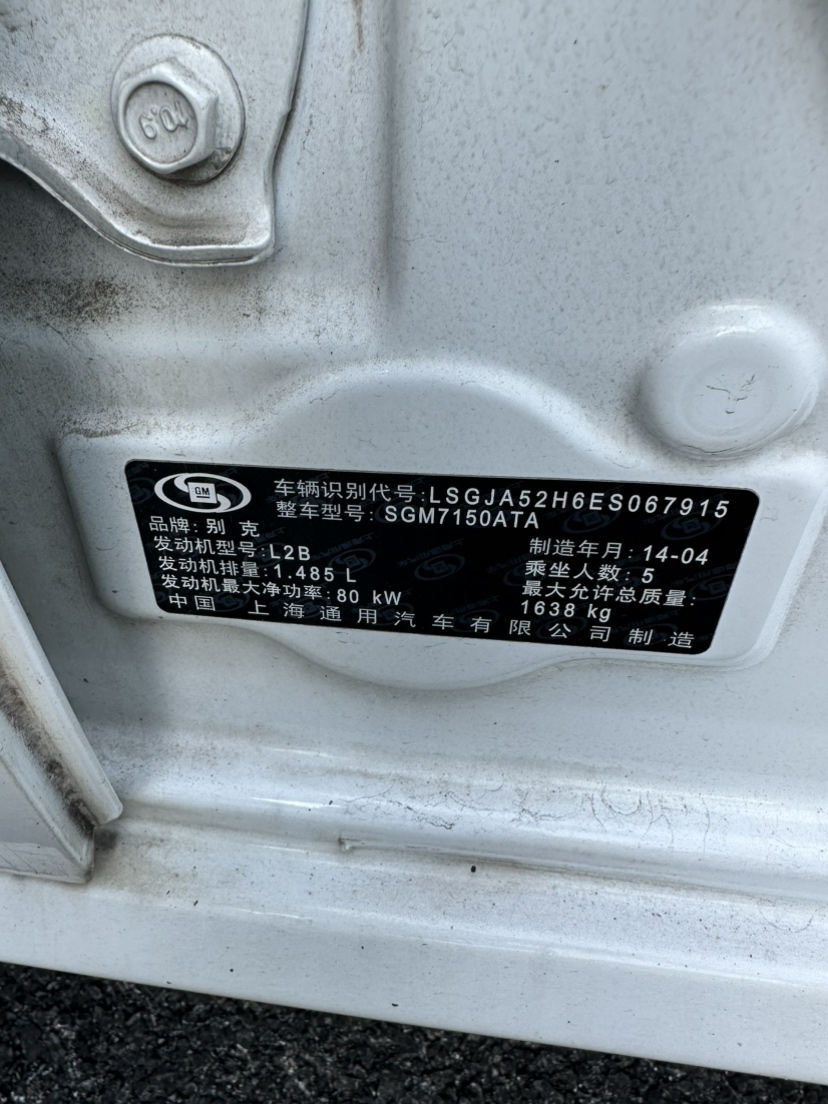 10.9
GM
车辆识别代号:LSGJA52H6ES067915
整车型号: SGM7150ATA
品牌: 别 克
发动机型号:L2B
制造年月: 14-04
发动机排量:1.485 L
乘坐人数: 5
发动机最大净功率:80 kW
最大允许总质量:
1638 kg
中国 上海通用汽车有限公司制造